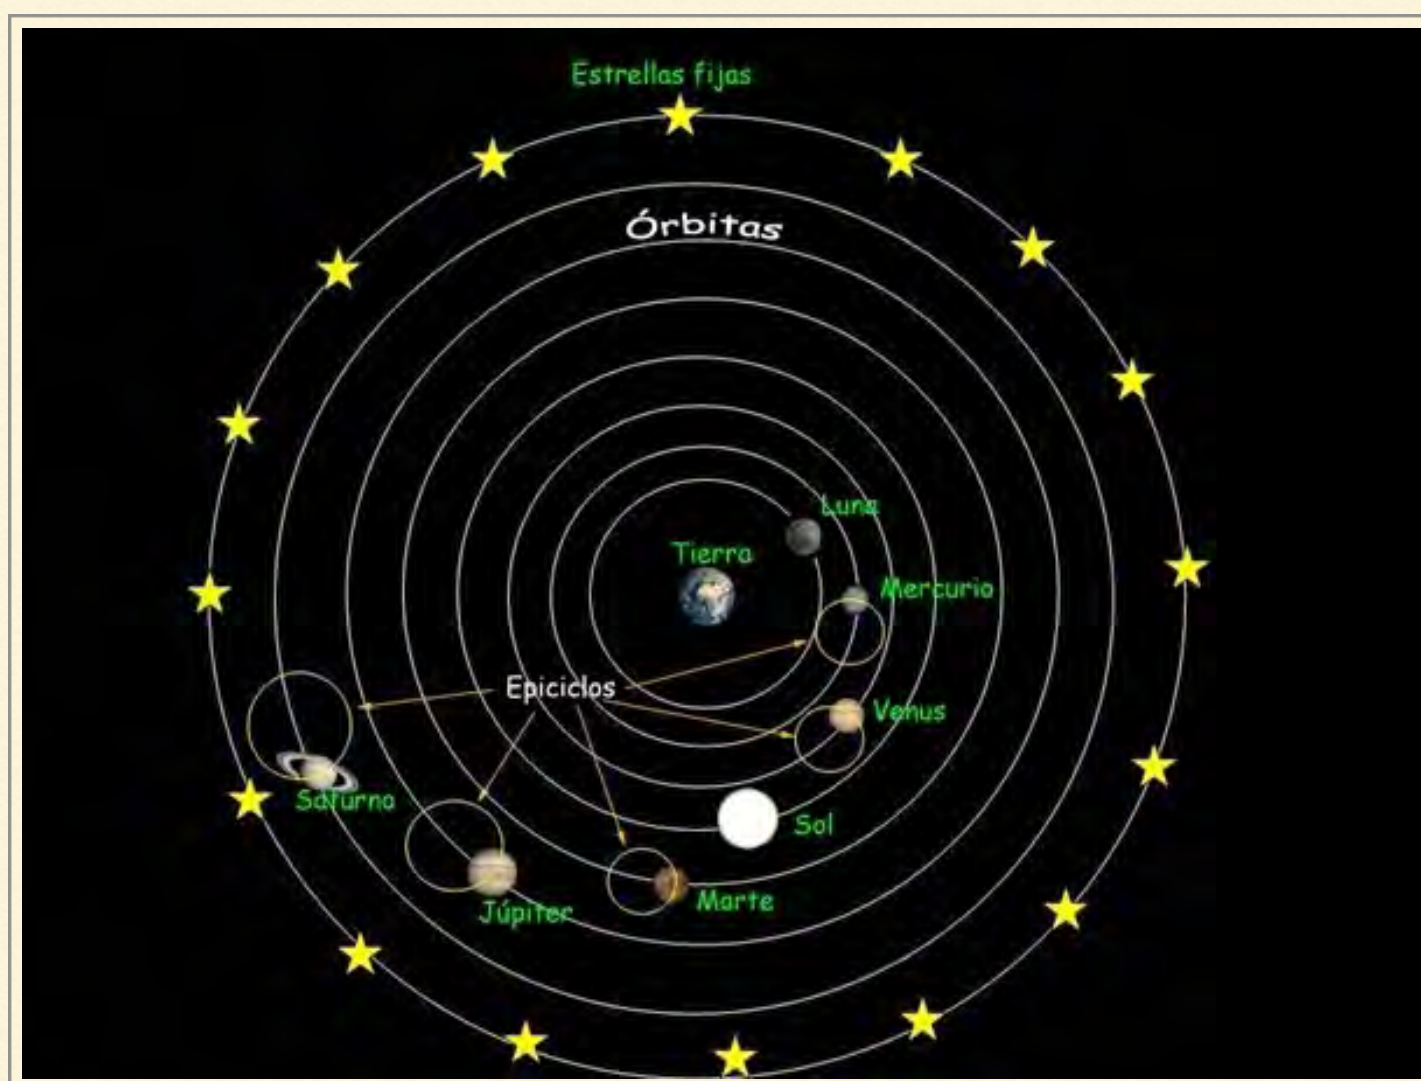 Estrellas fijas
Órbitas
Luna
Tierra
Mercurio
Epiciclos
Venus
Saturno
Sol
Júpiter
Marte